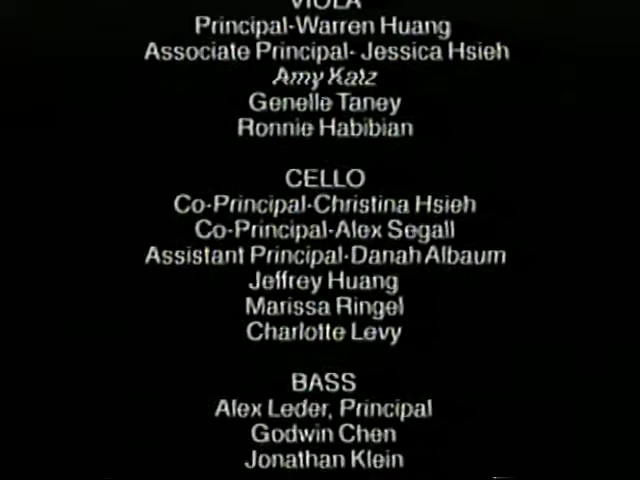 VIOLA
Principal-Warren Huang
Associate Principal- Jessica Hsieh
Amy Katz
Genelle Taney
Ronnie Habibian
CELLO
Co-Principal-Christina Hsieh
Co-Principal-Alex Segall
Assistant Principal-Danah Albaum
Jeffrey Huang
Marissa Ringel
Charlotte Levy
BASS
Alex Leder, Principal
Godwin Chen
Jonathan Klein